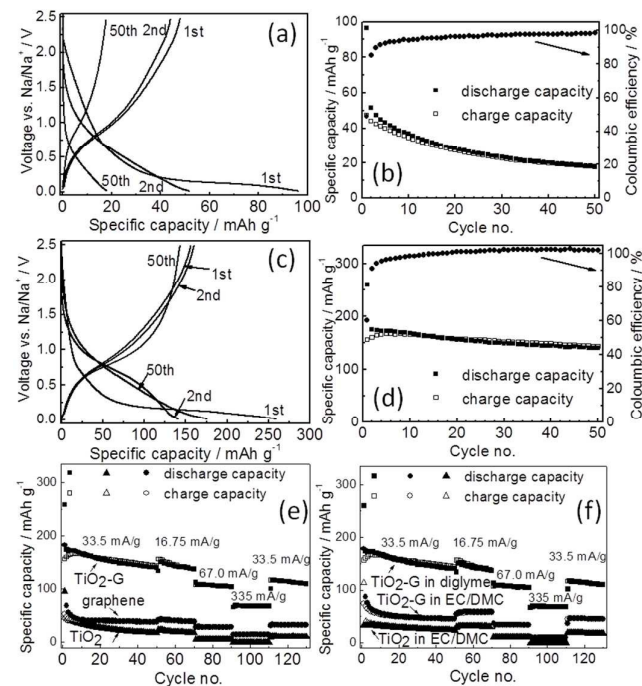 (a)
50th
2nd
1st
Voltage vs. Na/Na⁺ / V
2.5
2.0
1.5
1.0
0.5
0.0
50th
2nd
1st
0 10 20 30 40 50 60 70 80 90 100
Specific capacity / mAh g⁻¹
Specific capacity / mAh g⁻¹
100
80
60
40
20
0
discharge capacity
charge capacity
(b)
100
80
60
40
20
0
Coloumbic efficiency / %
0 10 20 30 40 50
Cycle no.
(c)
50th
1st
2nd
Voltage vs. Na/Na⁺ / V
2.5
2.0
1.5
1.0
0.5
0.0
50th
2nd
1st
0 50 100 150 200 250 300
Specific capacity / mAh g⁻¹
Specific capacity / mAh g⁻¹
300
200
100
0
discharge capacity
charge capacity
(d)
100
80
60
40
20
0
Coloumbic efficiency / %
0 10 20 30 40 50
Cycle no.
Specific capacity / mAh g⁻¹
300
200
100
0
discharge capacity
charge capacity
(e)
33.5 mA/g
16.75 mA/g
33.5 mA/g
67.0 mA/g
335 mA/g
TiO₂-G
graphene
TiO₂
0 20 40 60 80 100 120
Cycle no.
Specific capacity / mAh g⁻¹
300
200
100
0
discharge capacity
charge capacity
(f)
33.5 mA/g
16.75 mA/g
33.5 mA/g
67.0 mA/g
335 mA/g
TiO₂-G in diglyme
TiO₂-G in EC/DMC
TiO₂ in EC/DMC
0 20 40 60 80 100 120
Cycle no.